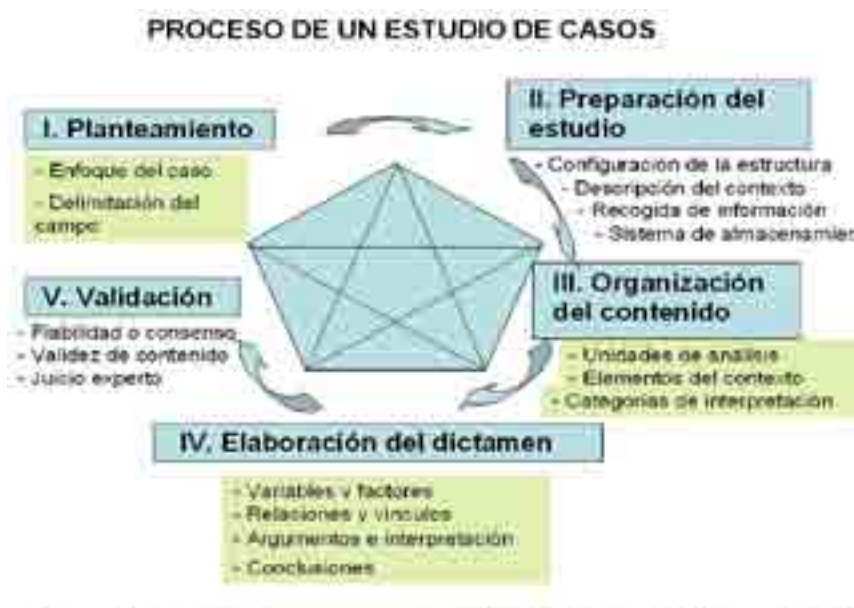 PROCESO DE UN ESTUDIO DE CASOS
I. Planteamiento
- Enfoque del caso
- Delimitación del
campo
II. Preparación del
estudio
- Configuración de la estructura
- Descripción del contexto
- Recogida de información
- Sistema de almacenamien
III. Organización
del contenido
- Unidades de análisis
- Elementos del contexto
- Categorias de interpretación
IV. Elaboración del dictamen
- Variables y factores
- Relaciones y vinculos
- Argumentos e interpretación
- Conclusiones
V. Validación
- Fiabilidad o consenso
- Validez de contenido
- Juicio experto